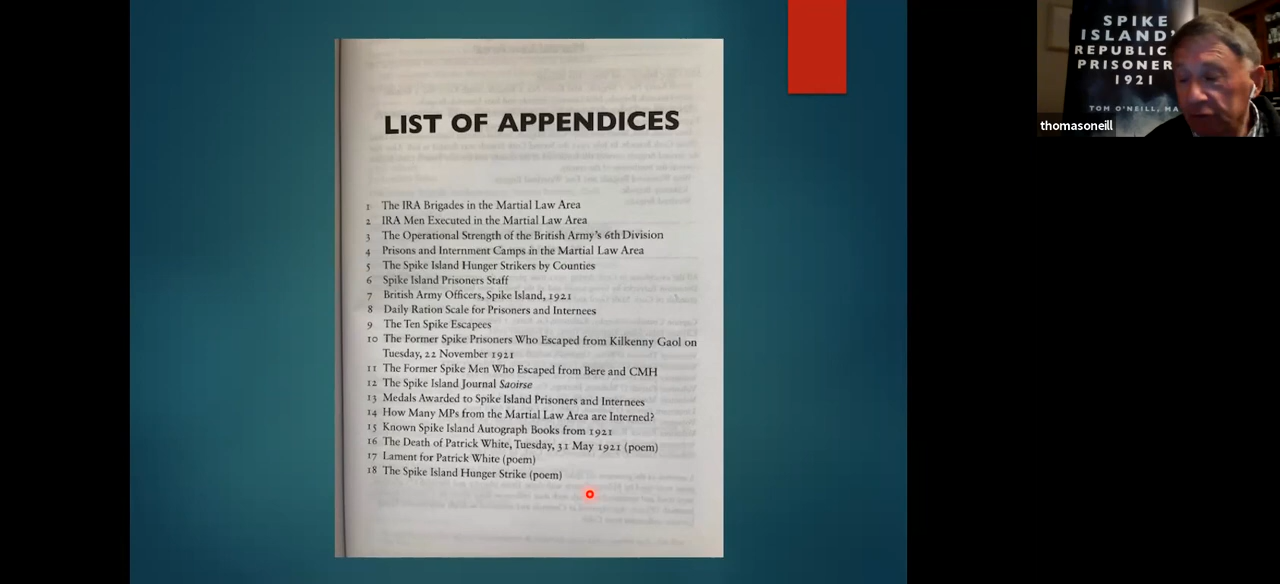 LIST OF APPENDICES
1 The IRA Brigades in the Martial Law Area
2 IRA Men Executed in the Martial Law Area
3 The Operational Strength of the British Army's 6th Division
4 Prisons and Internment Camps in the Martial Law Area
5 The Spike Island Hunger Strikers by Counties
6 Spike Island Prisoners Staff
7 British Army Officers, Spike Island, 1921
8 Daily Ration Scale for Prisoners and Internees
9 The Ten Spike Escapees
10 The Former Spike Prisoners Who Escaped from Kilkenny Gaol on
Tuesday, 22 November 1921
11 The Former Spike Men Who Escaped from Bere and CMH
12 The Spike Island Journal Saoirse
13 Medals Awarded to Spike Island Prisoners and Internees
14 How Many MPs from the Martial Law Area are Interned?
15 Known Spike Island Autograph Books from 1921
16 The Death of Patrick White, Tuesday, 31 May 1921 (poem)
17 Lament for Patrick White (poem)
18 The Spike Island Hunger Strike (poem)
SPIKE
ISLAND'
REPUBLIC
PRISONER
1921
TOM O'NEILL, MA
thomasoneill